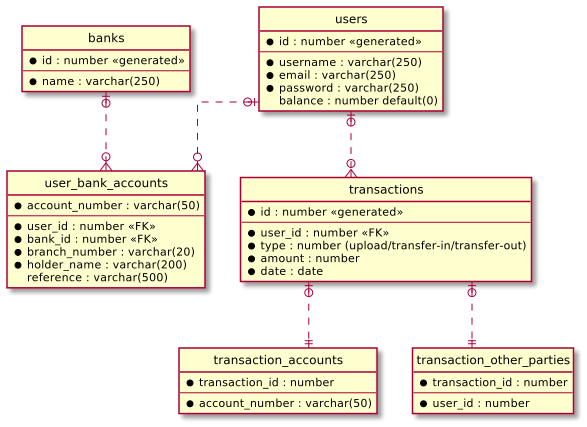 banks
● id : number «generated»
● name : varchar(250)
users
● id : number «generated»
● username : varchar(250)
● email : varchar(250)
● password : varchar(250)
balance : number default(0)
user_bank_accounts
● account_number : varchar(50)
● user_id : number «FK»
● bank_id : number «FK»
● branch_number : varchar(20)
● holder_name : varchar(200)
reference : varchar(500)
transactions
● id : number «generated»
● user_id : number «FK»
● type : number (upload/transfer-in/transfer-out)
● amount : number
● date : date
transaction_accounts
● transaction_id : number
● account_number : varchar(50)
transaction_other_parties
● transaction_id : number
● user_id : number